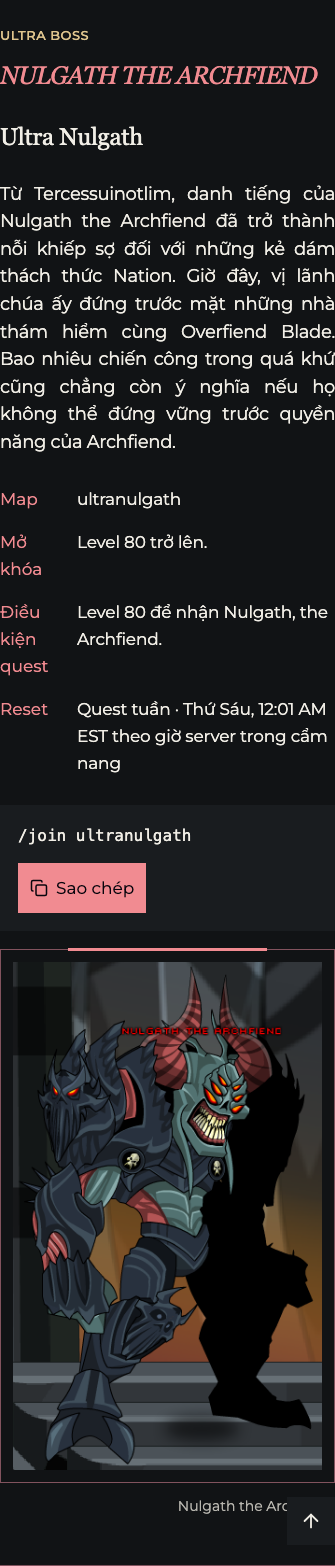 ULTRA BOSS
NULGATH THE ARCHFIEND
Ultra Nulgath
Từ Tercessuinotlim, danh tiếng của
Nulgath the Archfiend đã trở thành
nỗi khiếp sợ đối với những kẻ dám
thách thức Nation. Giờ đây, vị lãnh
chúa ấy đứng trước mặt những nhà
thám hiểm cùng Overfiend Blade.
Bao nhiêu chiến công trong quá khứ
cũng chẳng còn ý nghĩa nếu họ
không thể đứng vững trước quyền
năng của Archfiend.
Map ultranulgath
Mở khóa Level 80 trở lên.
Điều kiện quest Level 80 để nhận Nulgath, the
Archfiend.
Reset Quest tuần · Thứ Sáu, 12:01 AM
EST theo giờ server trong cẩm
nang
/join ultranulgath
Sao chép
NULGATH THE ARCHFIEND
Nulgath the